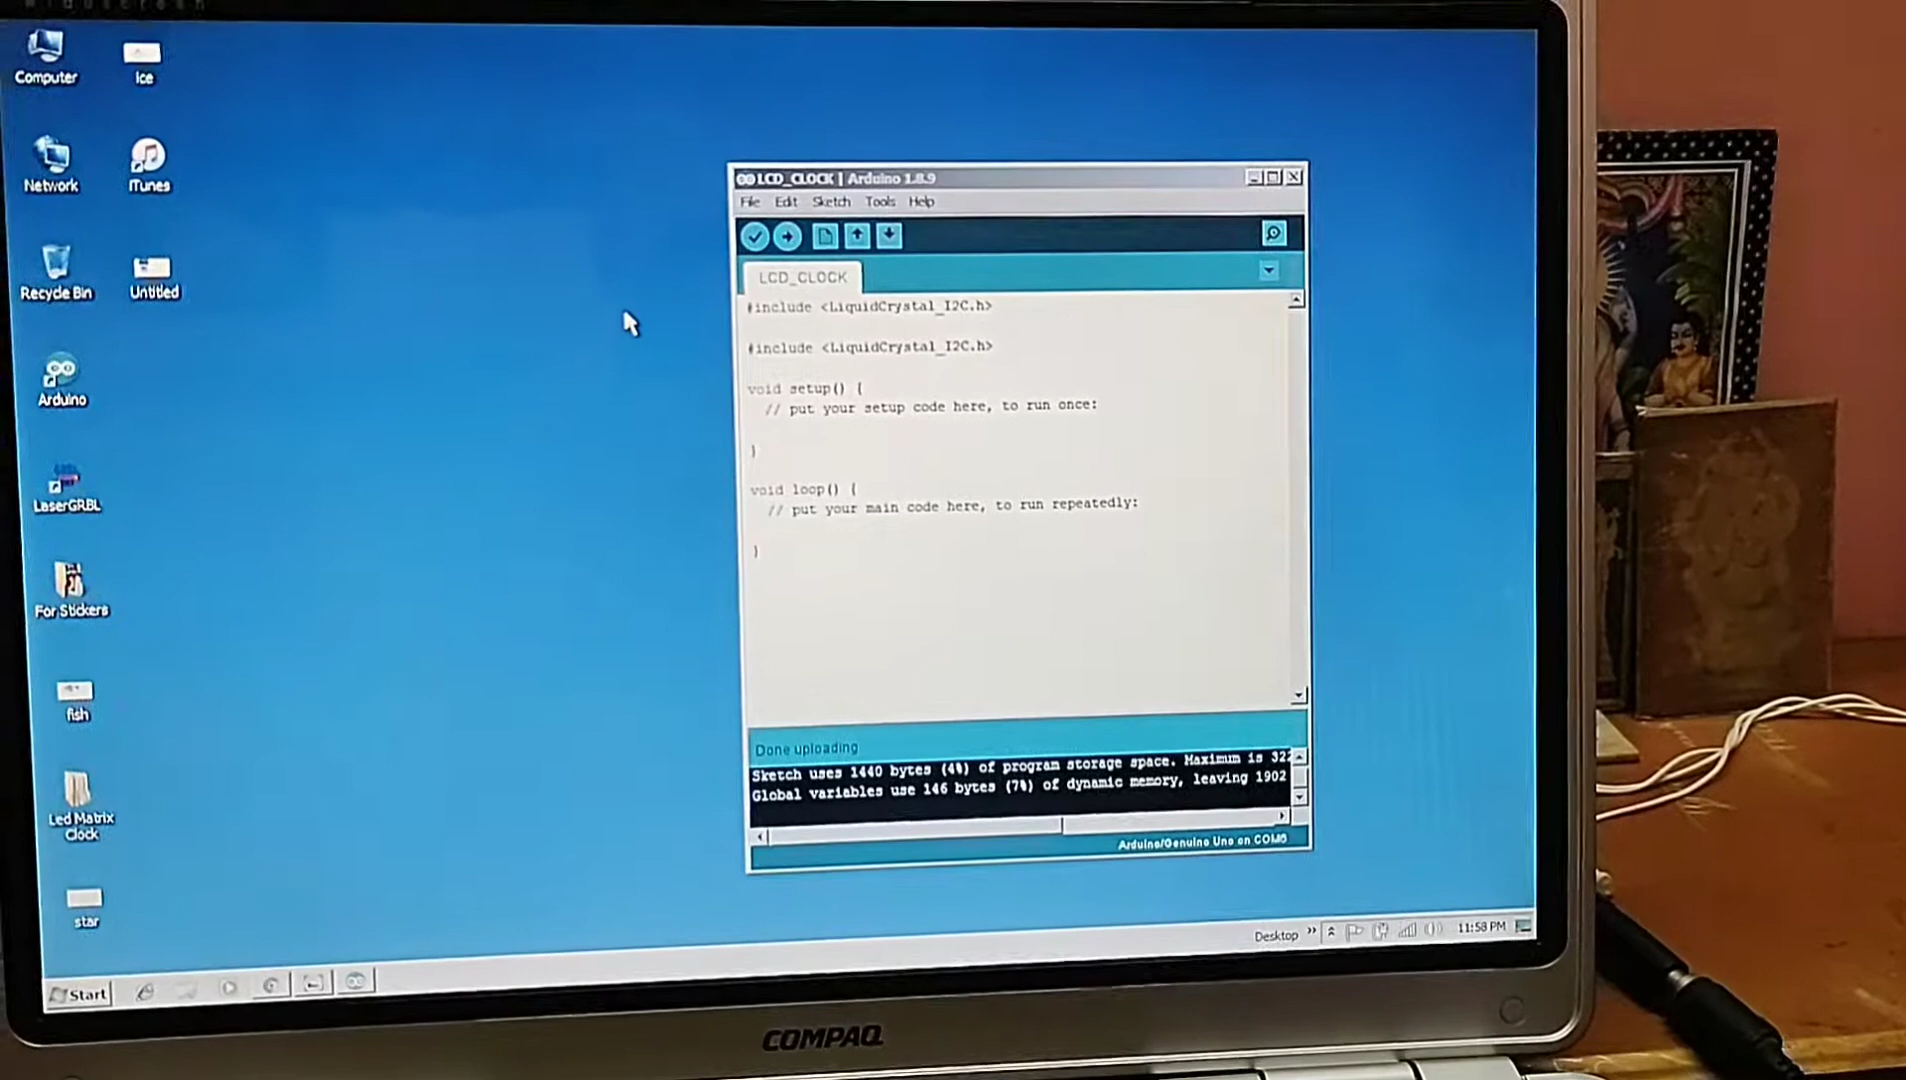 Computer
Ice
Network
iTunes
Recycle Bin
Untitled
Arduino
LaserGRBL
For Stickers
fish
Led Matrix
Clock
star
LCD_CLOCK | Arduino 1.8.9
File Edit Sketch Tools Help
LCD_CLOCK
#include <LiquidCrystal_I2C.h>
#include <LiquidCrystal_I2C.h>
void setup() {
// put your setup code here, to run once:
}
void loop() {
// put your main code here, to run repeatedly:
}
Done uploading
Sketch uses 1440 bytes (4%) of program storage space. Maximum is 32
Global variables use 146 bytes (7%) of dynamic memory, leaving 1902
Arduino/Genuino Uno on COM6
Desktop
11:58 PM
Start
COMPAQ